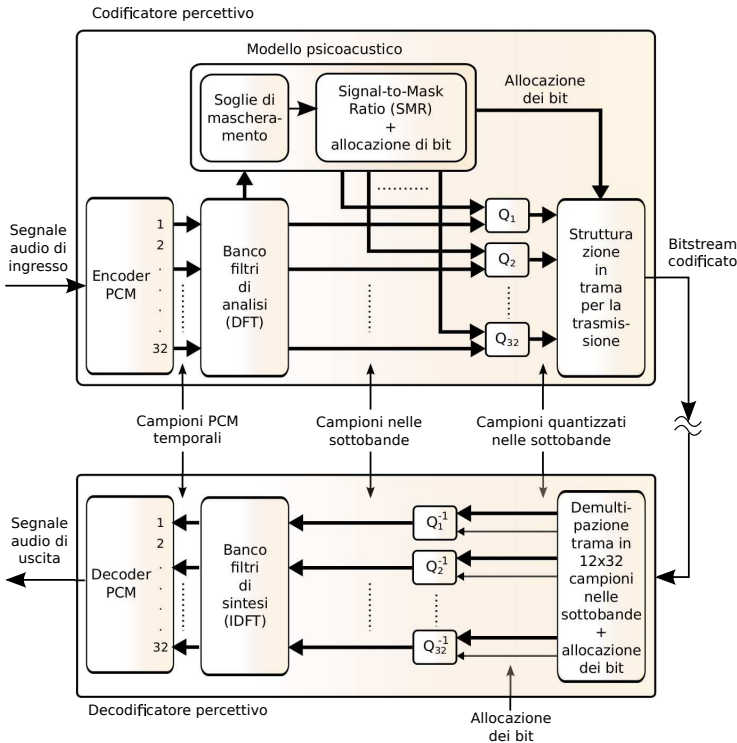 Codificatore percettivo
Modello psicoacustico
Soglie di
maschera-
mento
Signal-to-Mask
Ratio (SMR)
+
allocazione di bit
Allocazione
dei bit
Segnale
audio di
ingresso
Encoder
PCM
1
2
.
.
.
.
32
Banco
filtri
di
analisi
(DFT)
Q1
Q2
Q32
Struttura
zione
in
trama
per la
trasmis-
sione
Bitstream
codificato
Campioni PCM
temporali
Campioni nelle
sottobande
Campioni quantizzati
nelle sottobande
Segnale
audio di
uscita
Decoder
PCM
1
2
.
.
.
.
32
Banco
filtri
di
sintesi
(IDFT)
Q1-1
Q2-1
Q32-1
Demulti-
pazione
trama in
12x32
campioni
nelle
sottobande
+
allocazione
dei bit
Decodificatore percettivo
Allocazione
dei bit